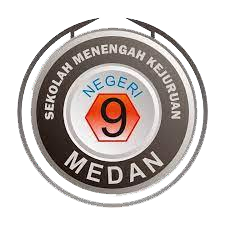 SEKOLAH MENENGAH KEJURUAN
NEGERI
9
MEDAN